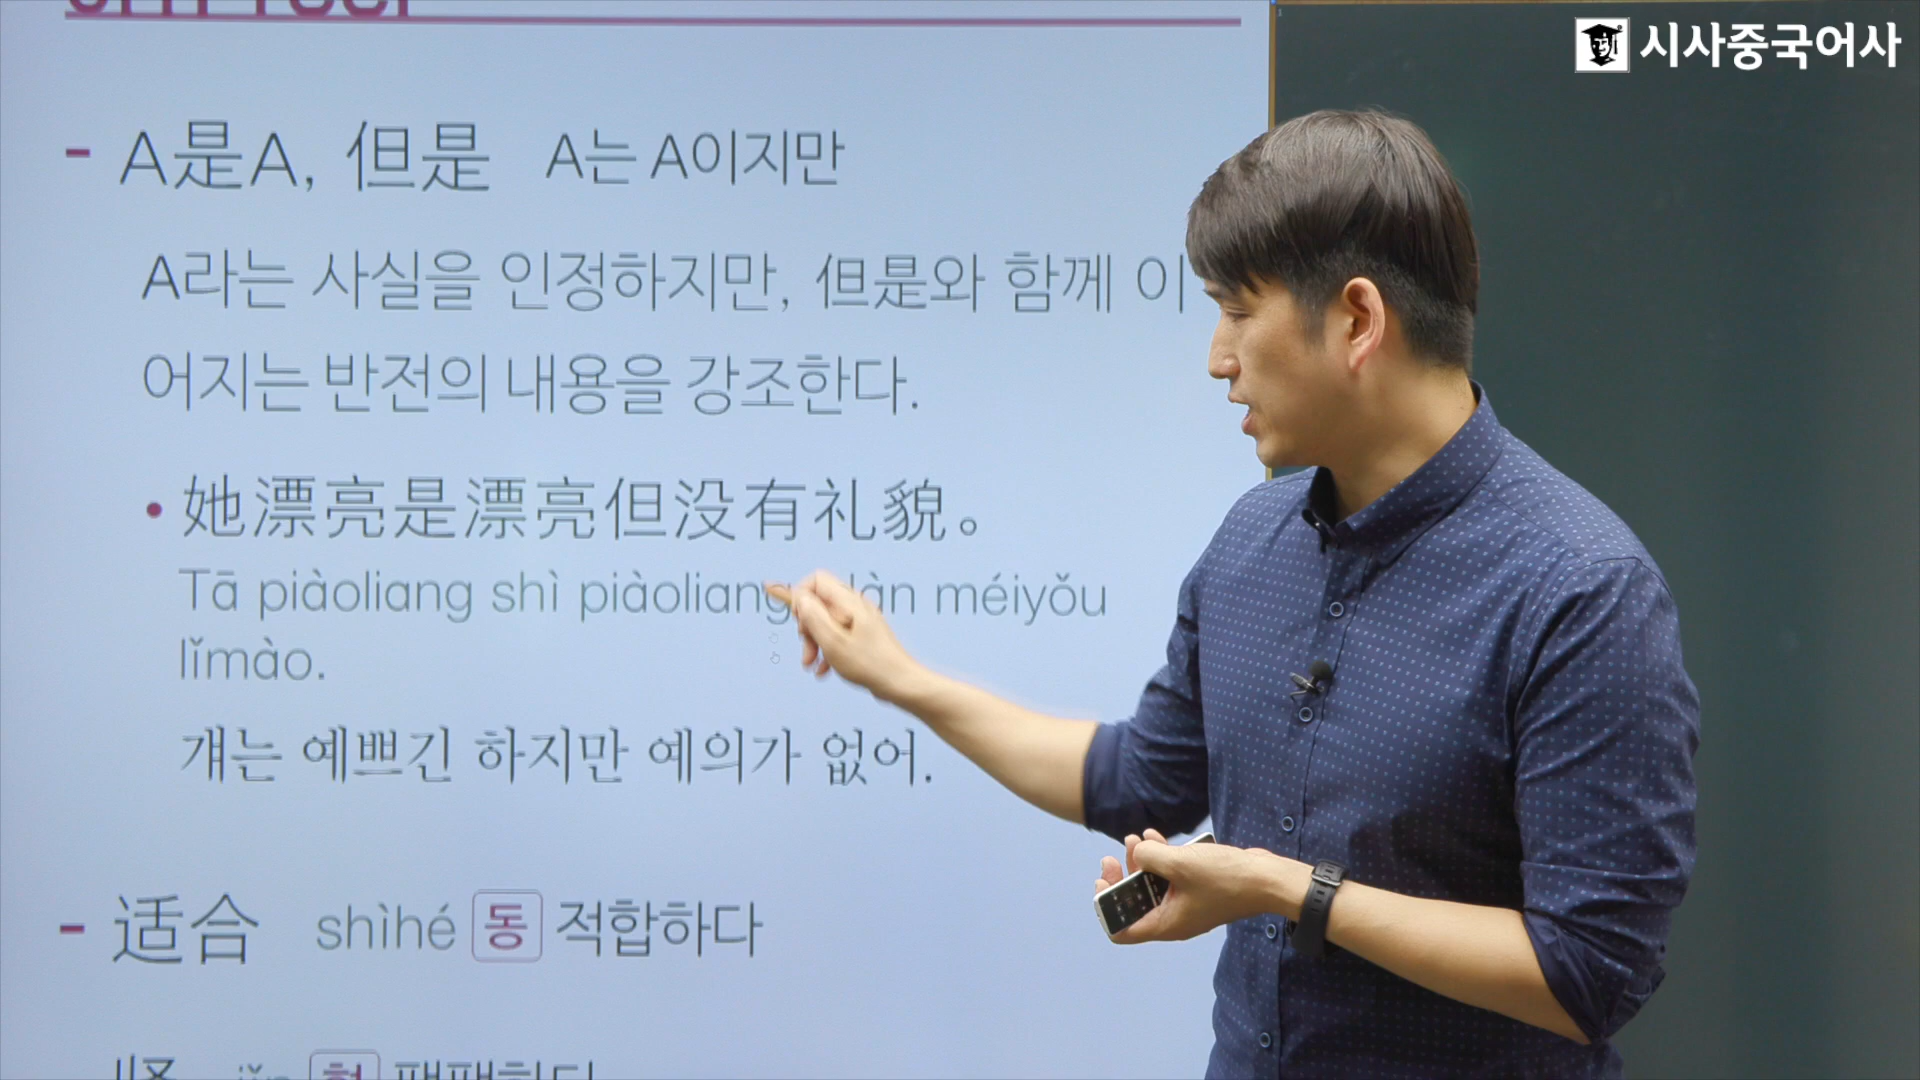 시사중국어사
- A是A, 但是 A는 A이지만
A라는 사실을 인정하지만, 但是와 함께 이
어지는 반전의 내용을 강조한다.
• 她漂亮是漂亮但没有礼貌。
Tā piàoliang shì piàoliang dàn méiyǒu
lǐmào.
걔는 예쁘긴 하지만 예의가 없어.
- 适合 shìhé 동 적합하다